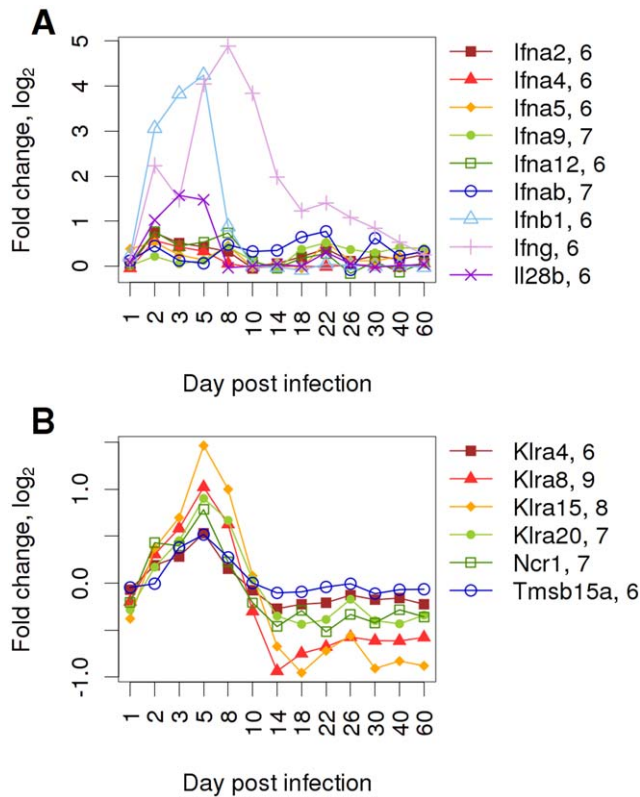 A
Fold change, log2
5
4
3
2
1
0
1 2 3 5 8 10 14 18 22 26 30 40 60
Day post infection
Ifna2, 6
Ifna4, 6
Ifna5, 6
Ifna9, 7
Ifna12, 6
Ifnab, 7
Ifnb1, 6
Ifng, 6
Il28b, 6
B
Fold change, log2
1.0
0.0
-1.0
1 2 3 5 8 10 14 18 22 26 30 40 60
Day post infection
Klra4, 6
Klra8, 9
Klra15, 8
Klra20, 7
Ncr1, 7
Tmsb15a, 6